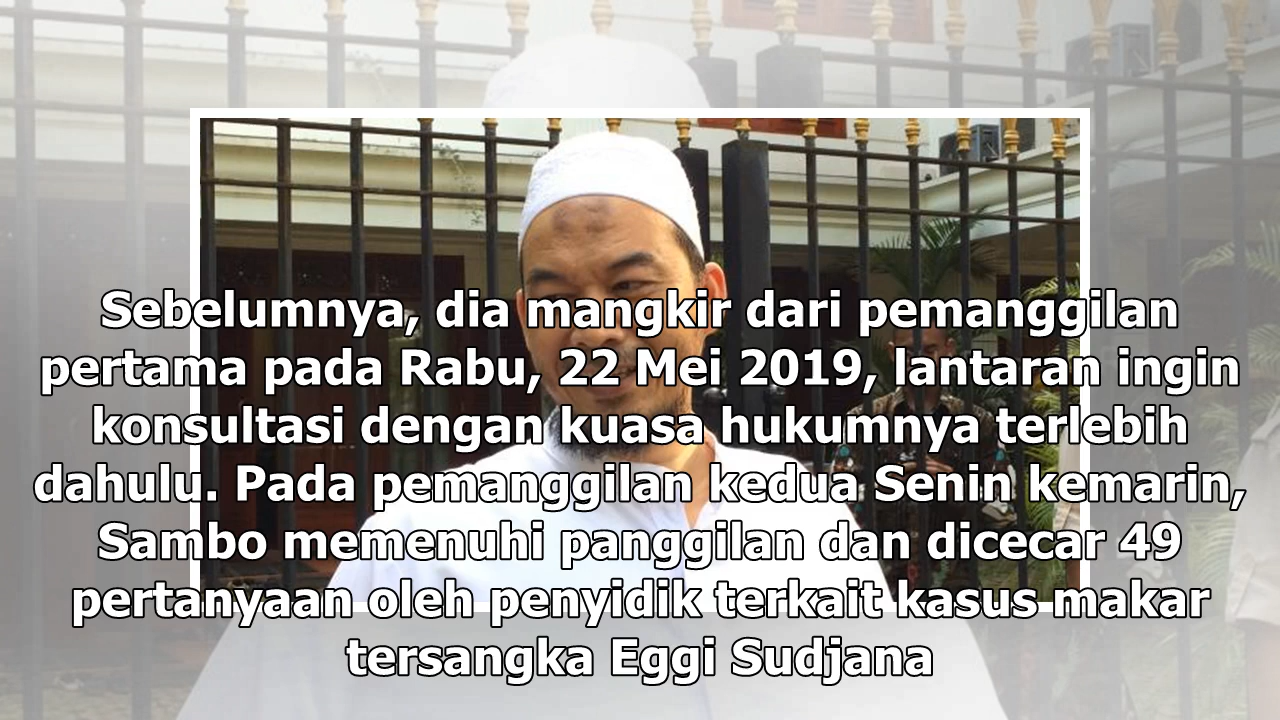 Sebelumnya, dia mangkir dari pemanggilan
pertama pada Rabu, 22 Mei 2019, lantaran ingin
konsultasi dengan kuasa hukumnya terlebih
dahulu. Pada pemanggilan kedua Senin kemarin,
Sambo memenuhi panggilan dan dicecar 49
pertanyaan oleh penyidik terkait kasus makar
tersangka Eggi Sudjana